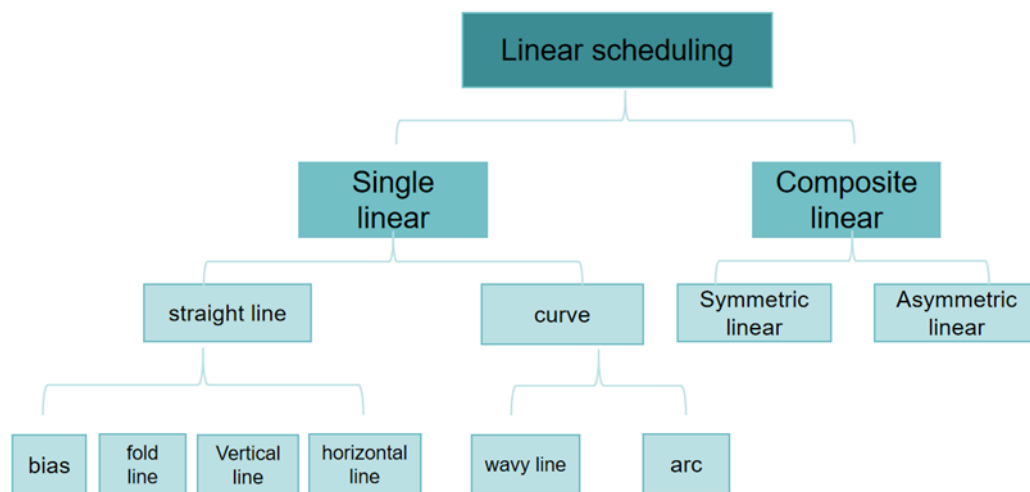 Linear scheduling
Single
linear
Composite
linear
straight line
curve
Symmetric
linear
Asymmetric
linear
bias
fold
line
Vertical
line
horizontal
line
wavy line
arc